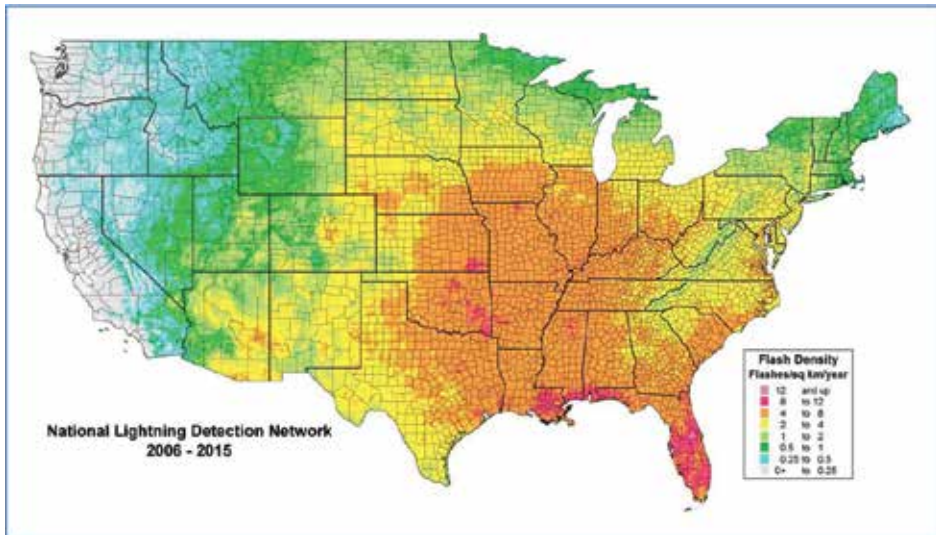 Flash Density
Flashes/sq km/year
12 and up
8 to 12
4 to 8
2 to 4
1 to 2
0.5 to 1
0.25 to 0.5
0+ to 0.25
National Lightning Detection Network
2006 - 2015